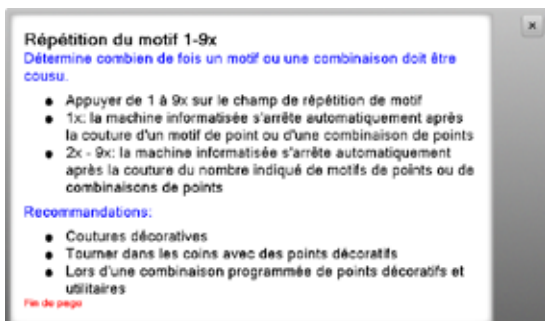 Répétition du motif 1-9x
Détermine combien de fois un motif ou une combinaison doit être
cousu.
● Appuyer de 1 à 9x sur le champ de répétition de motif
● 1x: la machine informatisée s'arrête automatiquement après
la couture d'un motif de point ou d'une combinaison de points
● 2x - 9x: la machine informatisée s'arrête automatiquement
après la couture du nombre indiqué de motifs de points ou de
combinaisons de points
Recommandations:
● Coutures décoratives
● Tourner dans les coins avec des points décoratifs
● Lors d'une combinaison programmée de points décoratifs et
utilitaires
Fin de page